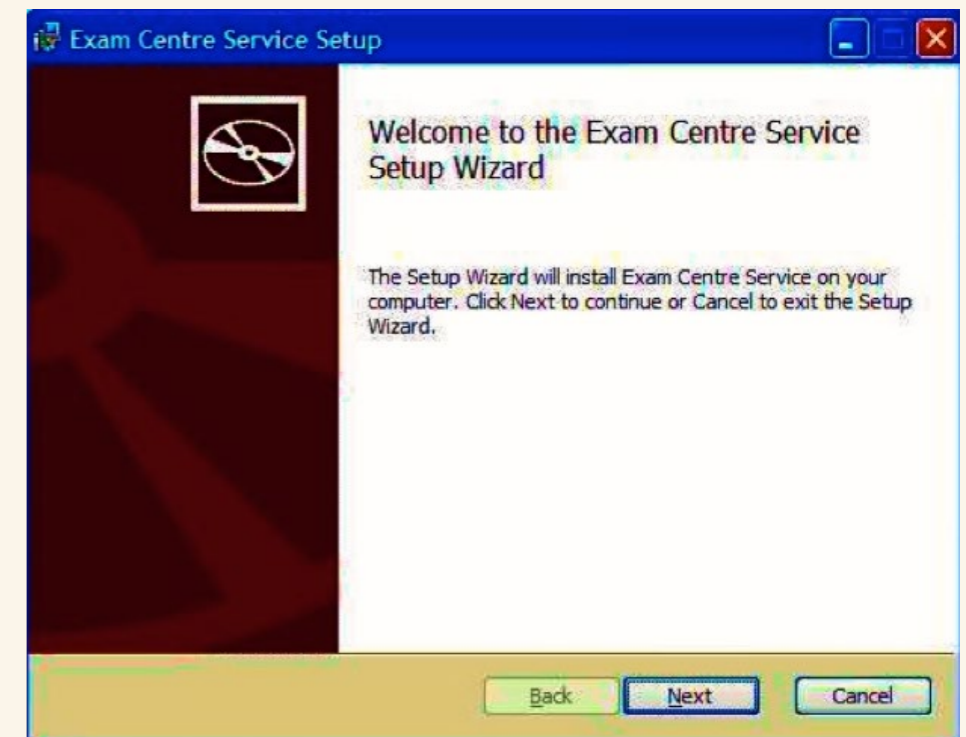 Exam Centre Service Setup
Welcome to the Exam Centre Service
Setup Wizard
The Setup Wizard will install Exam Centre Service on your
computer. Click Next to continue or Cancel to exit the Setup
Wizard.
Back Next Cancel